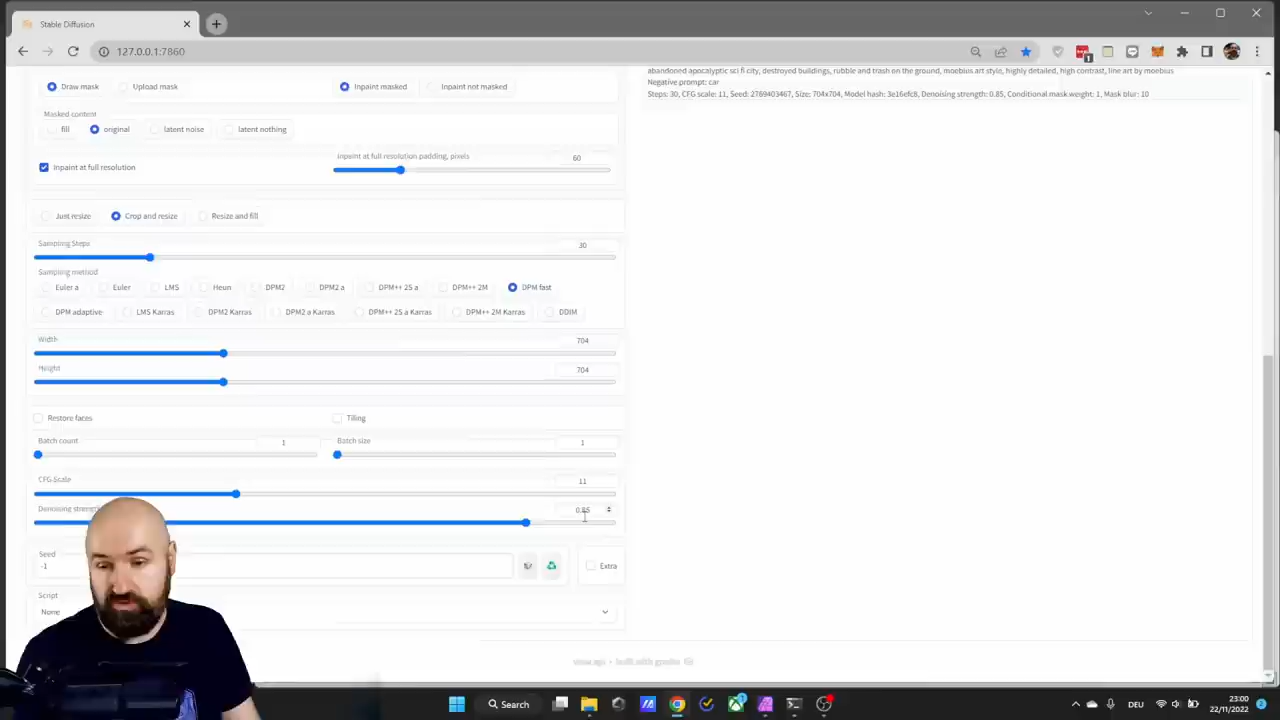 Stable Diffusion
127.0.0.1:7860
Draw mask Upload mask Inpaint masked Inpaint not masked
Masked content
fill original latent noise latent nothing
Inpaint at full resolution
Inpaint at full resolution padding, pixels 60
Just resize Crop and resize Resize and fill
Sampling Steps 30
Sampling method
Euler a Euler LMS Heun DPM2 DPM2 a DPM++ 2S a DPM++ 2M DPM fast
DPM adaptive LMS Karras DPM2 Karras DPM2 a Karras DPM++ 2S a Karras DPM++ 2M Karras DDIM
Width 704
Height 704
Restore faces Tiling
Batch count 1 Batch size 1
CFG Scale 11
Denoising streng 0.85
Seed
-1
Extra
Script
None
abandoned apocalyptic sci fi city, destroyed buildings, rubble and trash on the ground, moebius art style, highly detailed, high contrast, line art by moebius
Negative prompt: car
Steps: 30, CFG scale: 11, Seed: 2769403467, Size: 704x704, Model hash: 3e16efc8, Denoising strength: 0.85, Conditional mask weight: 1, Mask blur: 10
view api • built with gradio
Search
DEU
23:00
22/11/2022